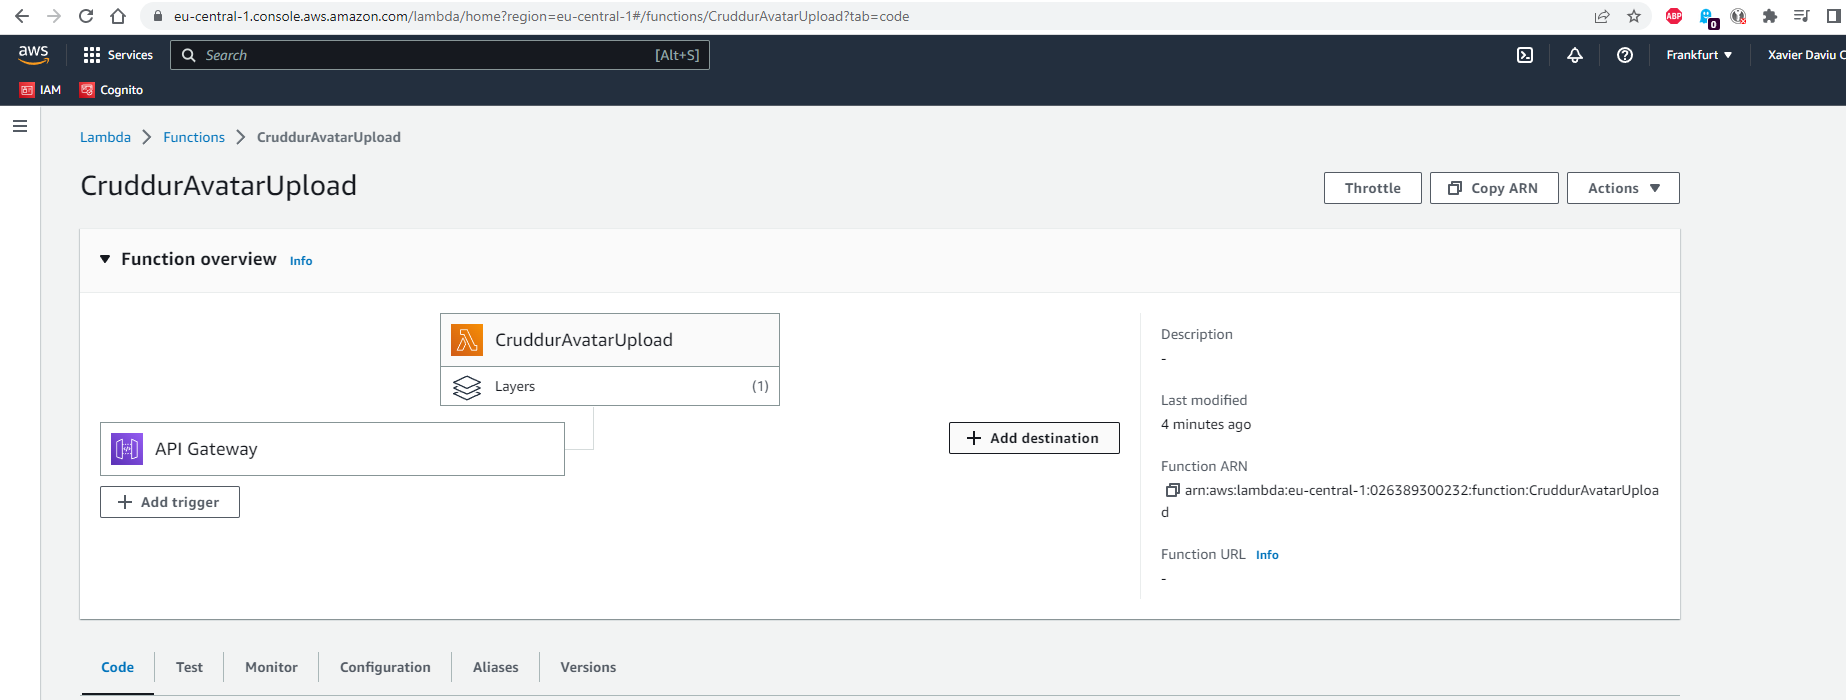 eu-central-1.console.aws.amazon.com/lambda/home?region=eu-central-1#/functions/CruddurAvatarUpload?tab=code
ABP
0
aws
Services
Search
[Alt+S]
Frankfurt
Xavier Daviu C
IAM
Cognito
Lambda
Functions
CruddurAvatarUpload
CruddurAvatarUpload
Throttle
Copy ARN
Actions
Function overview Info
CruddurAvatarUpload
Layers (1)
API Gateway
Add trigger
Add destination
Description
-
Last modified
4 minutes ago
Function ARN
arn:aws:lambda:eu-central-1:026389300232:function:CruddurAvatarUploa
d
Function URL Info
-
Code
Test
Monitor
Configuration
Aliases
Versions